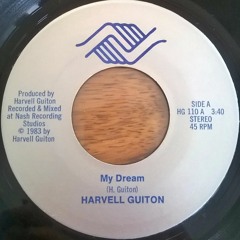 Produced by
Harvell Guiton
Recorded & Mixed
at Nash Recording
Studios
© 1983 by
Harvell Guiton
SIDE A
HG 110 A 3:40
STEREO
45 RPM
My Dream
(H. Guiton)
HARVELL GUITON